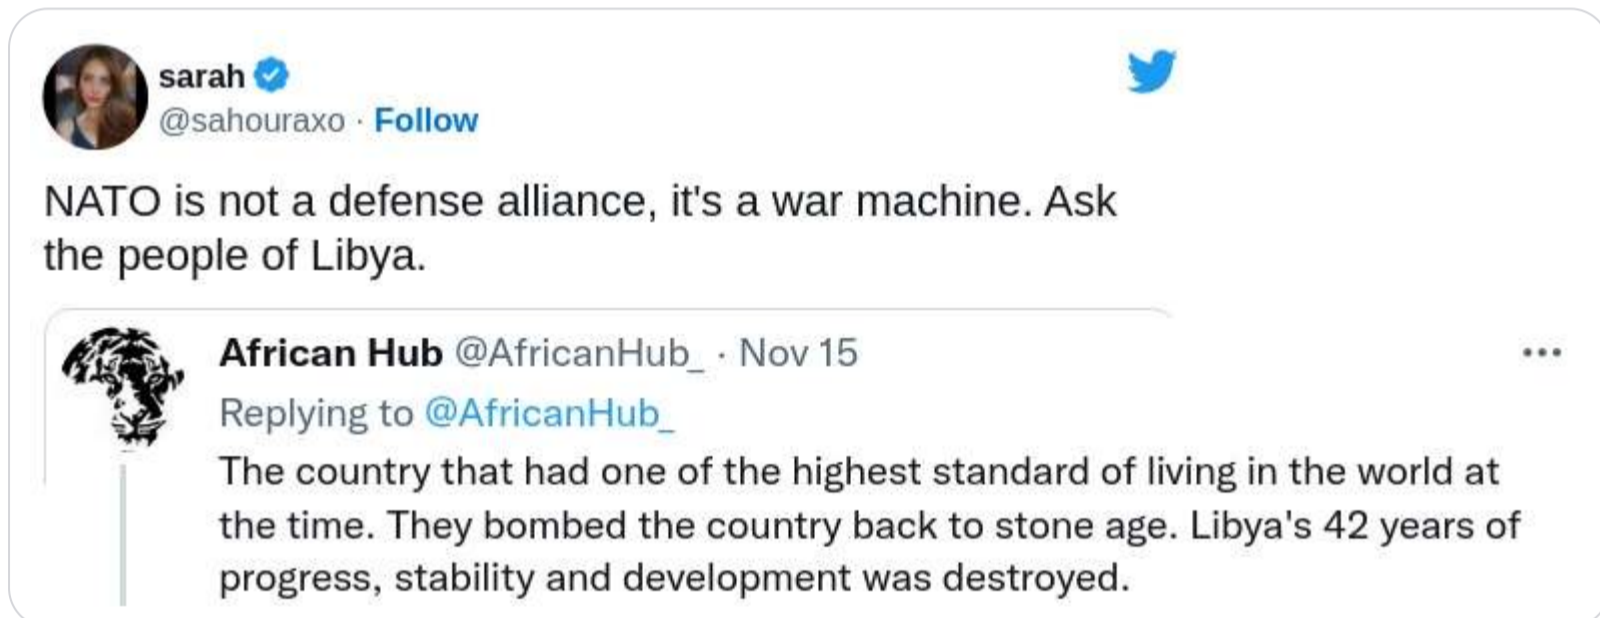 sarah
@sahouraxo · Follow
NATO is not a defense alliance, it's a war machine. Ask
the people of Libya.
African Hub @AfricanHub_ · Nov 15
Replying to @AfricanHub_
The country that had one of the highest standard of living in the world at
the time. They bombed the country back to stone age. Libya's 42 years of
progress, stability and development was destroyed.